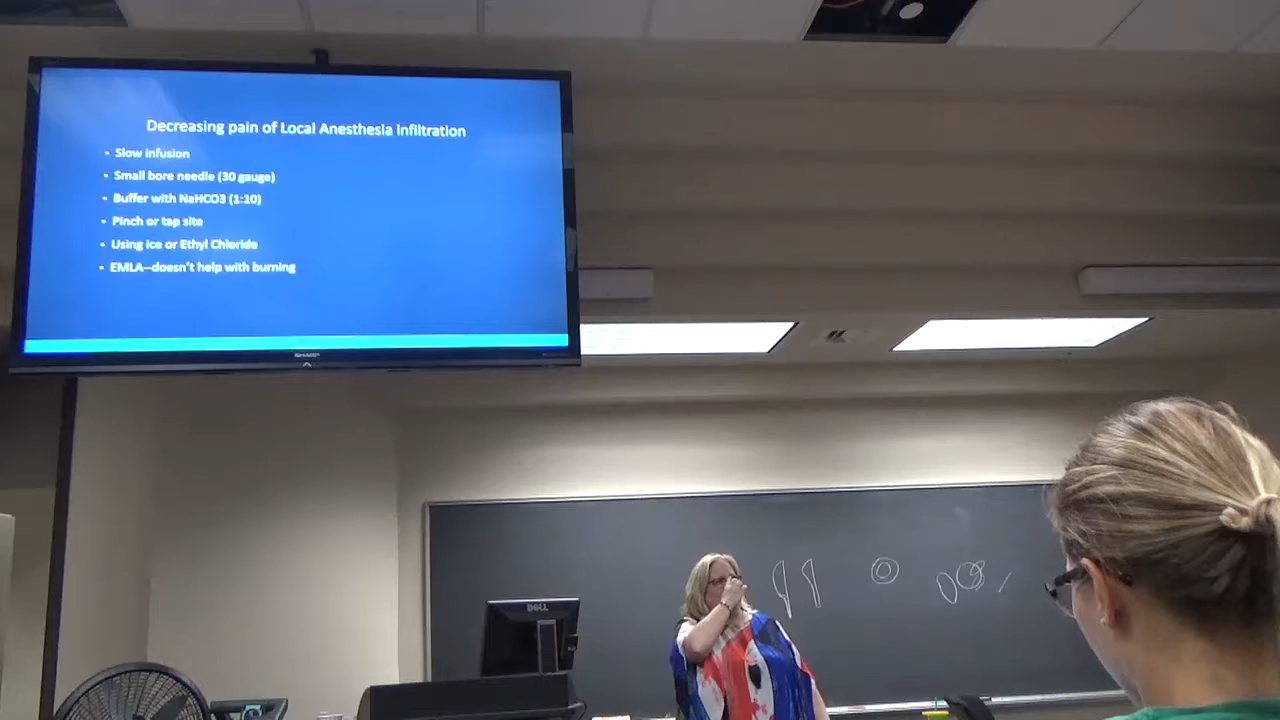 Decreasing pain of Local Anesthesia Infiltration
• Slow infusion
• Small bore needle (30 gauge)
• Buffer with NaHCO3 (1:10)
• Pinch or tap site
• Using ice or Ethyl Chloride
• EMLA--doesn't help with burning
SHARP
DELL